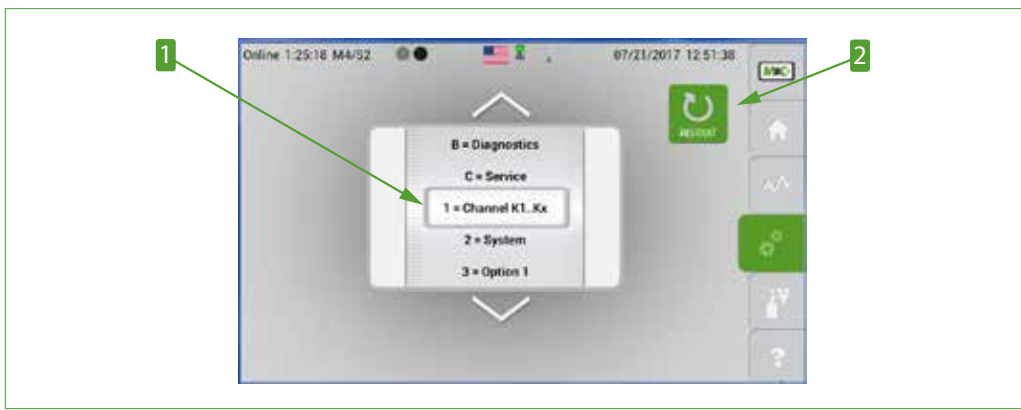 1
2
Online 1:25:18 M4/S2
07/21/2017 12:51:38
MRC
RESTART
B = Diagnostics
C = Service
1 = Channel K1..Kx
2 = System
3 = Option 1
?